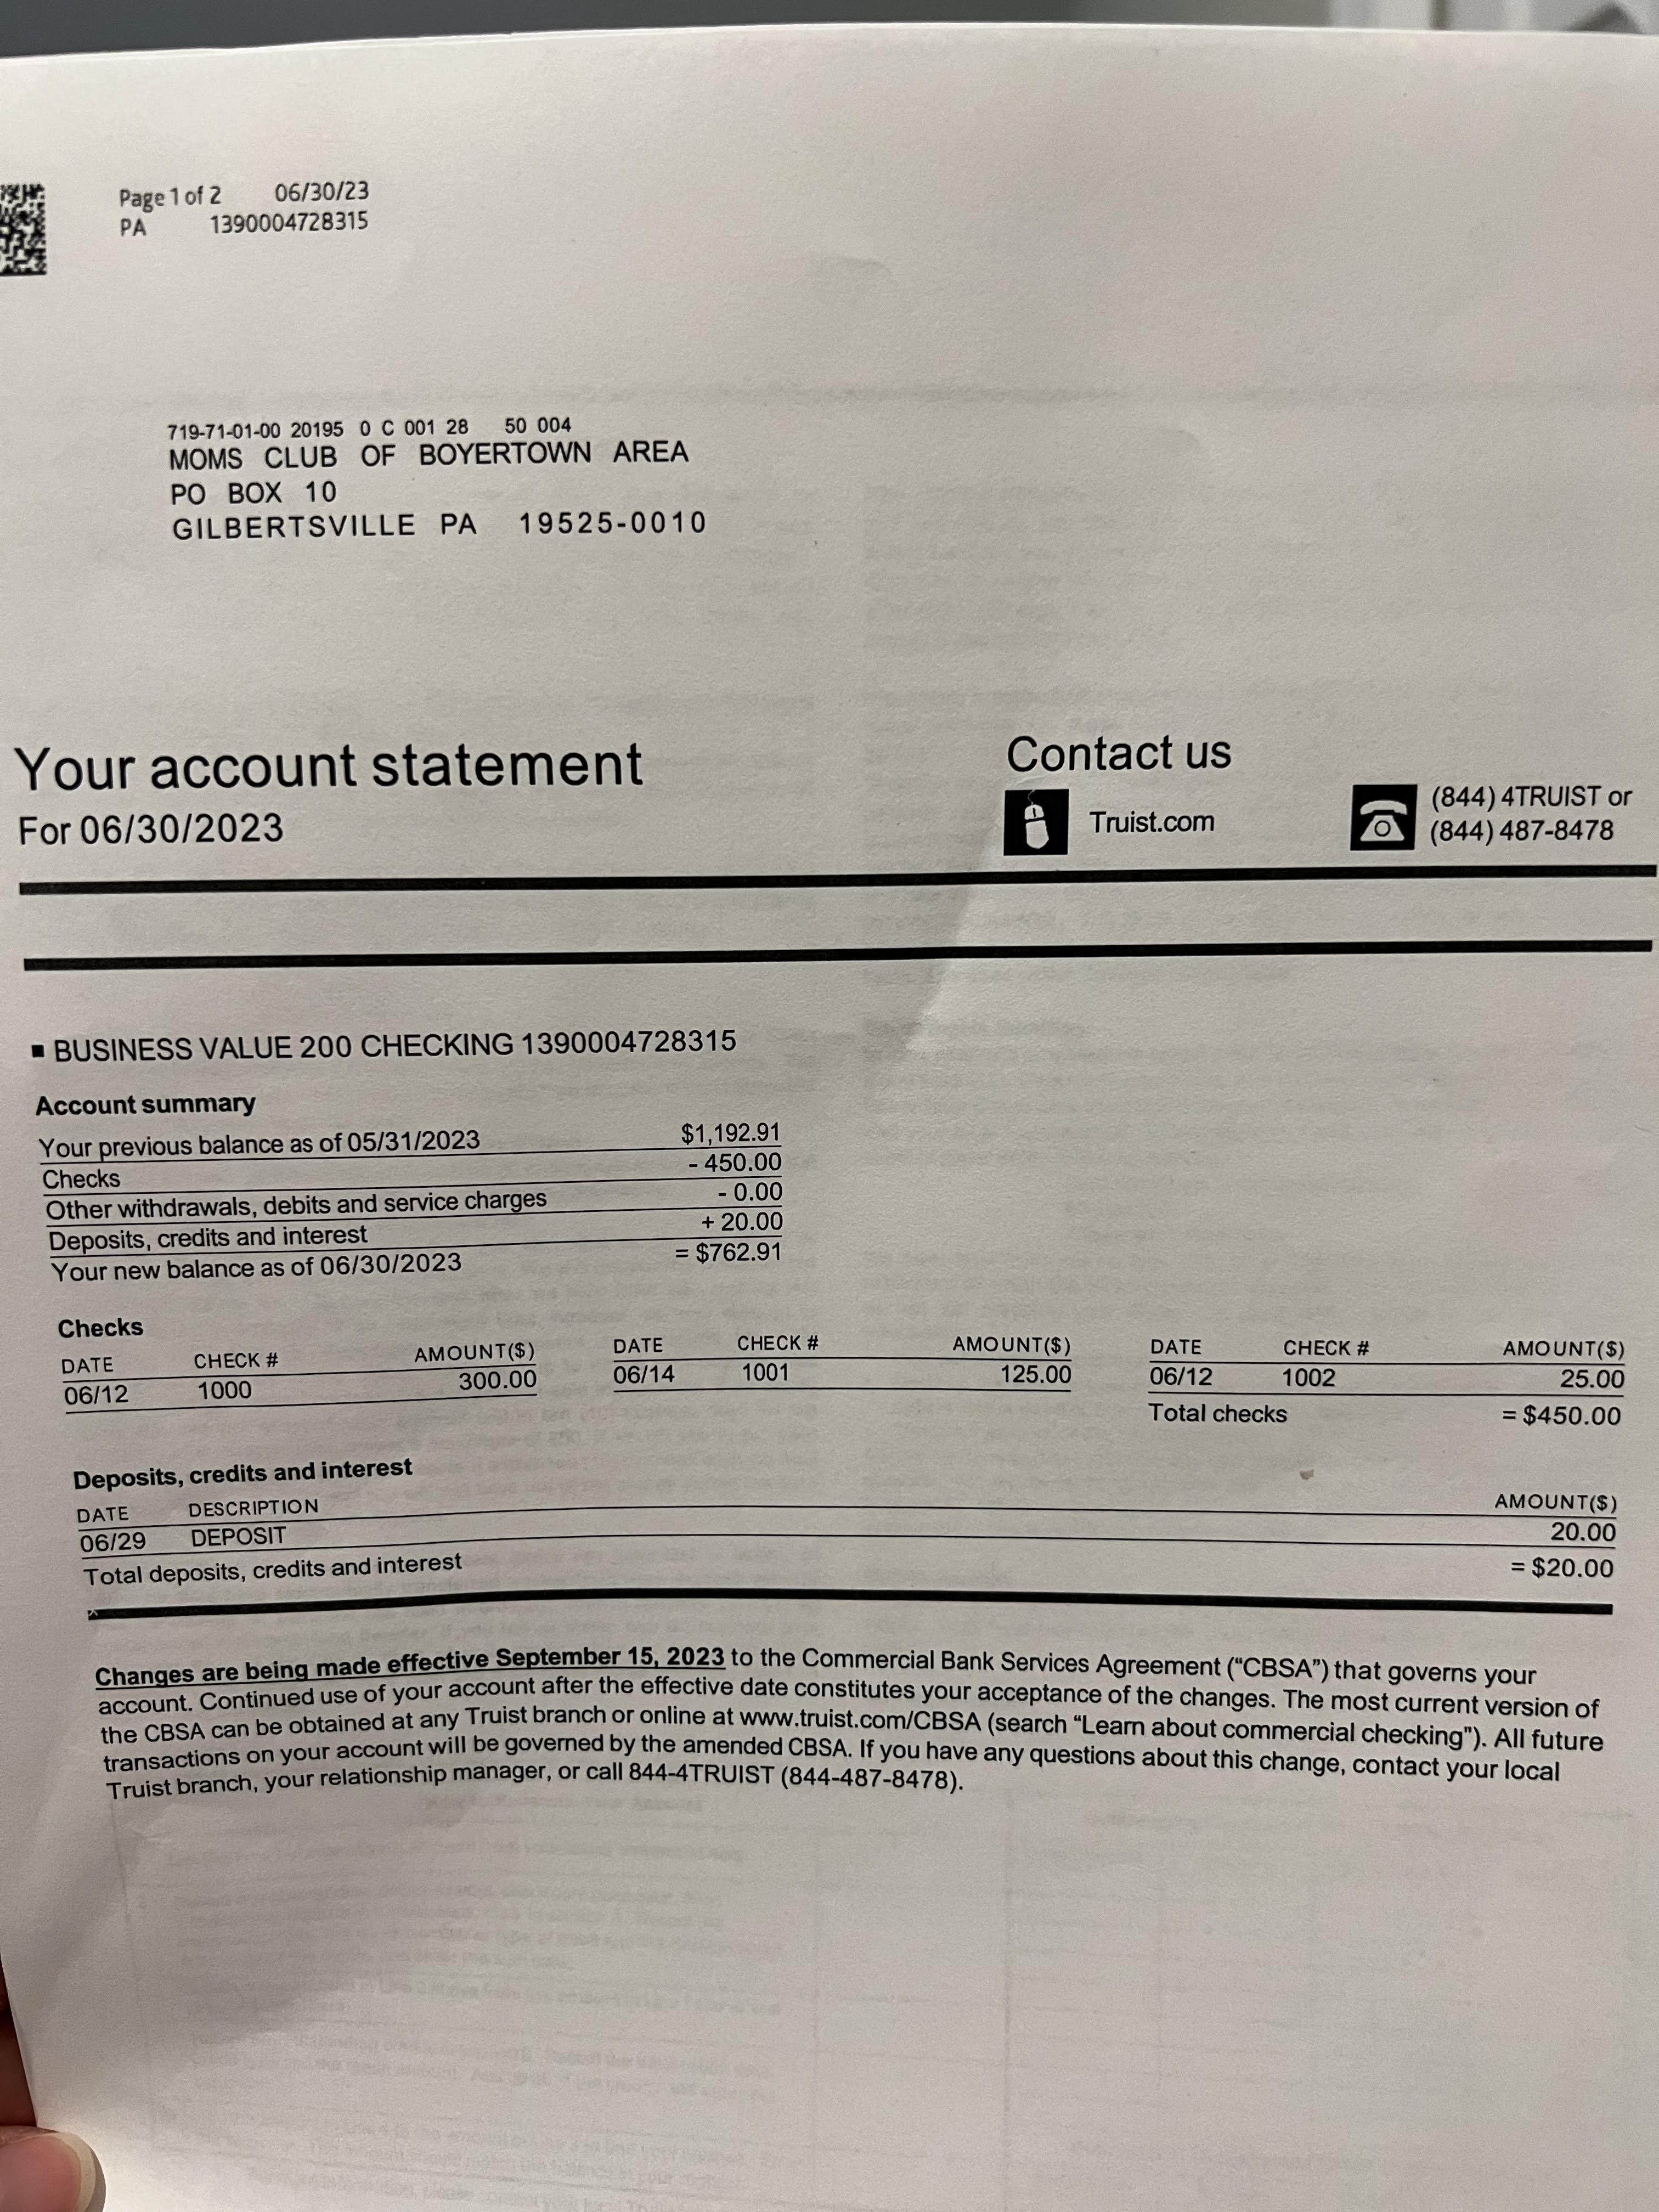 Page 1 of 2 06/30/23
PA 1390004728315
719-71-01-00 20195 0 C 001 28 50 004
MOMS CLUB OF BOYERTOWN AREA
PO BOX 10
GILBERTSVILLE PA 19525-0010
Your account statement
For 06/30/2023
Contact us
Truist.com
(844) 4TRUIST or
(844) 487-8478
■ BUSINESS VALUE 200 CHECKING 1390004728315
Account summary
Your previous balance as of 05/31/2023 $1,192.91
Checks - 450.00
Other withdrawals, debits and service charges - 0.00
Deposits, credits and interest + 20.00
Your new balance as of 06/30/2023 = $762.91
Checks
DATE CHECK # AMOUNT($) DATE CHECK # AMOUNT($) DATE CHECK # AMOUNT($)
06/12 1000 300.00 06/14 1001 125.00 06/12 1002 25.00
Total checks = $450.00
Deposits, credits and interest
DATE DESCRIPTION AMOUNT($)
06/29 DEPOSIT 20.00
Total deposits, credits and interest = $20.00
Changes are being made effective September 15, 2023 to the Commercial Bank Services Agreement (“CBSA”) that governs your
account. Continued use of your account after the effective date constitutes your acceptance of the changes. The most current version of
the CBSA can be obtained at any Truist branch or online at www.truist.com/CBSA (search “Learn about commercial checking”). All future
transactions on your account will be governed by the amended CBSA. If you have any questions about this change, contact your local
Truist branch, your relationship manager, or call 844-4TRUIST (844-487-8478).